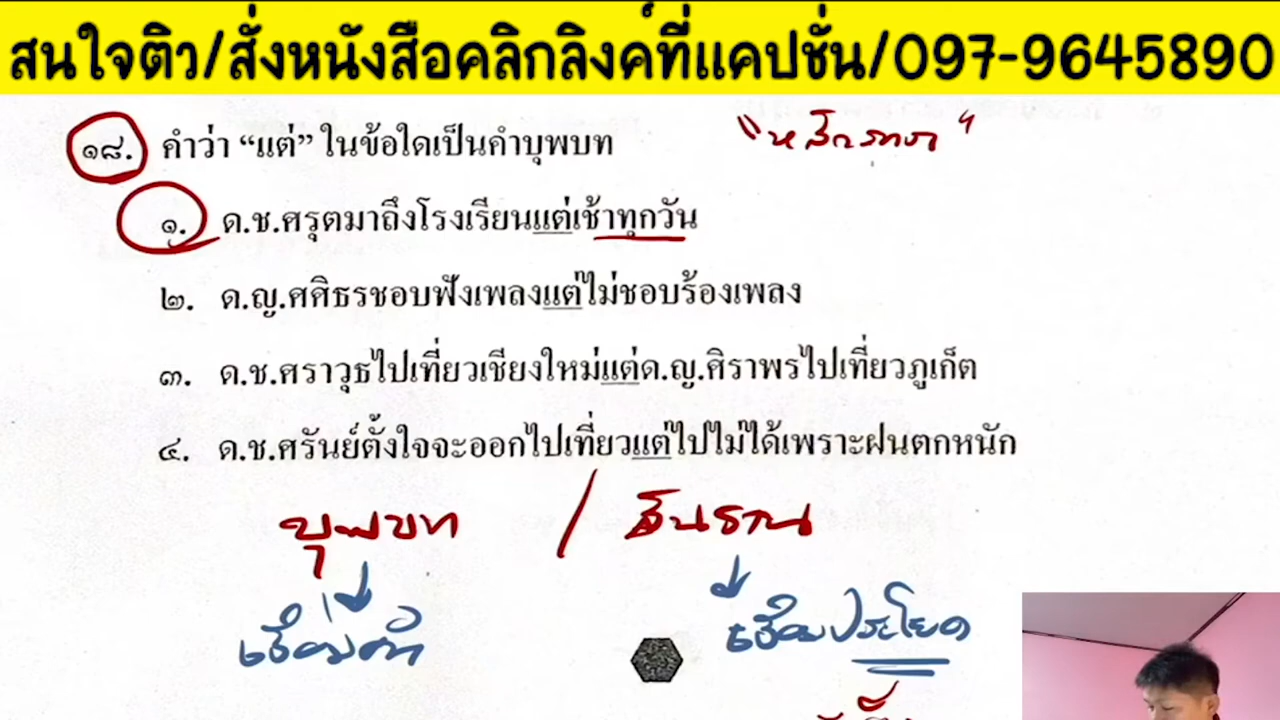 สนใจติว/สั่งหนังสือคลิกลิงค์ที่แคปชั่น/097-9645890
๑๘. คำว่า “แต่” ในข้อใดเป็นคำบุพบท
๑. ด.ช.ศรุตมาถึงโรงเรียนแต่เช้าทุกวัน
๒. ด.ญ.ศศิธรชอบฟังเพลงแต่ไม่ชอบร้องเพลง
๓. ด.ช.ศราวุธไปเที่ยวเชียงใหม่แต่ด.ญ.ศิราพรไปเที่ยวภูเก็ต
๔. ด.ช.ศรันย์ตั้งใจจะออกไปเที่ยวแต่ไปไม่ได้เพราะฝนตกหนัก
บุพบท / สันธาน
เชื่อมคำ เชื่อมประโยค